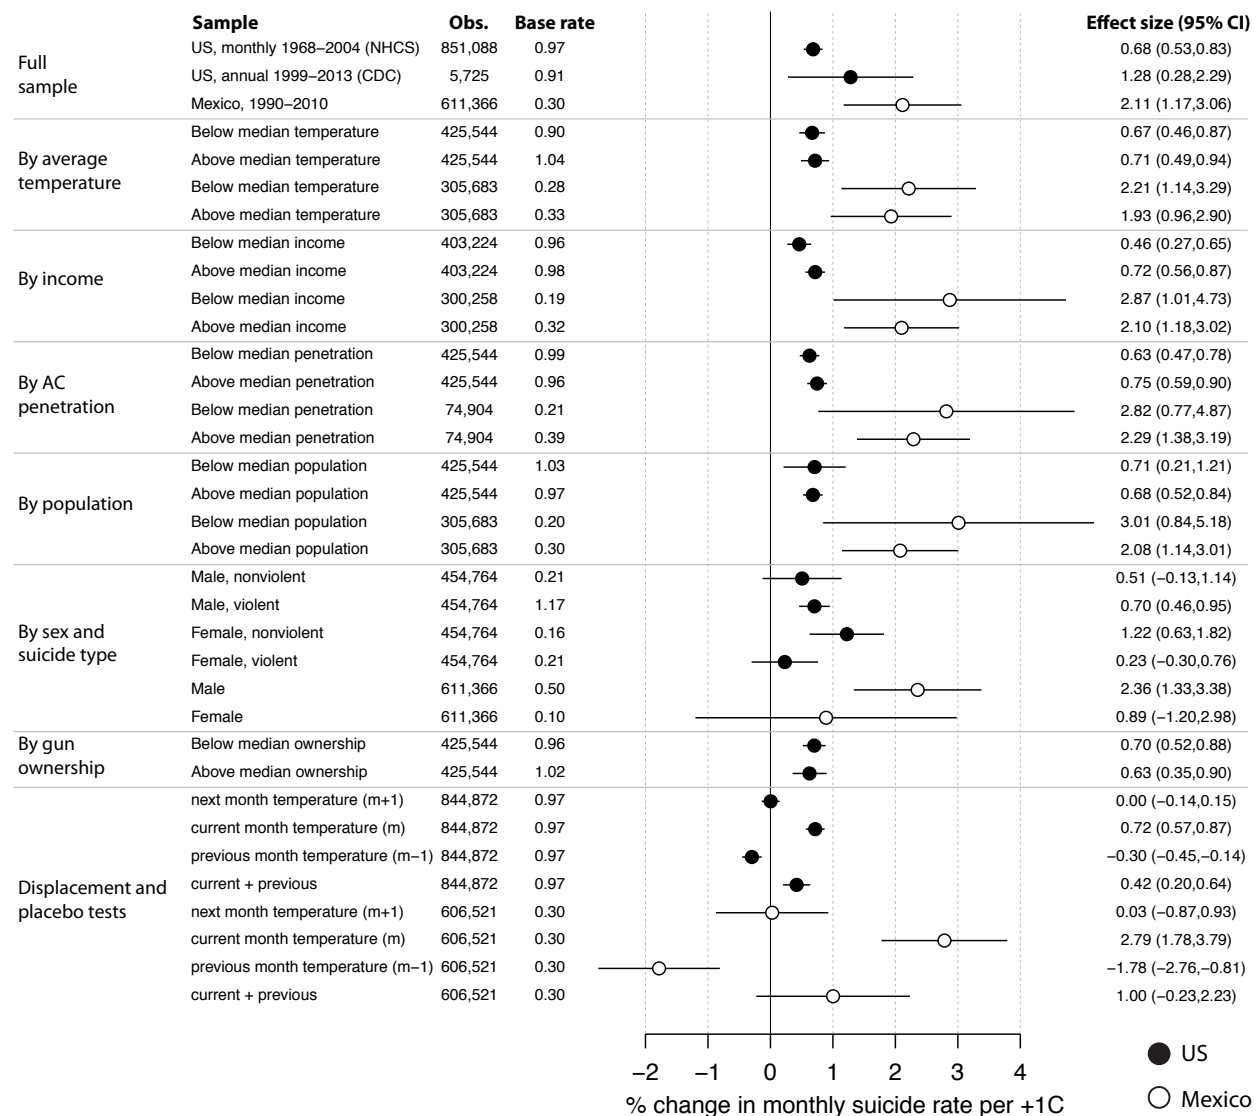 Sample Obs. Base rate Effect size (95% CI)
Full
sample
US, monthly 1968−2004 (NHCS) 851,088 0.97 0.68 (0.53,0.83)
US, annual 1999−2013 (CDC) 5,725 0.91 1.28 (0.28,2.29)
Mexico, 1990−2010 611,366 0.30 2.11 (1.17,3.06)
By average
temperature
Below median temperature 425,544 0.90 0.67 (0.46,0.87)
Above median temperature 425,544 1.04 0.71 (0.49,0.94)
Below median temperature 305,683 0.28 2.21 (1.14,3.29)
Above median temperature 305,683 0.33 1.93 (0.96,2.90)
By income
Below median income 403,224 0.96 0.46 (0.27,0.65)
Above median income 403,224 0.98 0.72 (0.56,0.87)
Below median income 300,258 0.19 2.87 (1.01,4.73)
Above median income 300,258 0.32 2.10 (1.18,3.02)
By AC
penetration
Below median penetration 425,544 0.99 0.63 (0.47,0.78)
Above median penetration 425,544 0.96 0.75 (0.59,0.90)
Below median penetration 74,904 0.21 2.82 (0.77,4.87)
Above median penetration 74,904 0.39 2.29 (1.38,3.19)
By population
Below median population 425,544 1.03 0.71 (0.21,1.21)
Above median population 425,544 0.97 0.68 (0.52,0.84)
Below median population 305,683 0.20 3.01 (0.84,5.18)
Above median population 305,683 0.30 2.08 (1.14,3.01)
By sex and
suicide type
Male, nonviolent 454,764 0.21 0.51 (−0.13,1.14)
Male, violent 454,764 1.17 0.70 (0.46,0.95)
Female, nonviolent 454,764 0.16 1.22 (0.63,1.82)
Female, violent 454,764 0.21 0.23 (−0.30,0.76)
Male 611,366 0.50 2.36 (1.33,3.38)
Female 611,366 0.10 0.89 (−1.20,2.98)
By gun
ownership
Below median ownership 425,544 0.96 0.70 (0.52,0.88)
Above median ownership 425,544 1.02 0.63 (0.35,0.90)
Displacement and
placebo tests
next month temperature (m+1) 844,872 0.97 0.00 (−0.14,0.15)
current month temperature (m) 844,872 0.97 0.72 (0.57,0.87)
previous month temperature (m−1) 844,872 0.97 −0.30 (−0.45,−0.14)
current + previous 844,872 0.97 0.42 (0.20,0.64)
next month temperature (m+1) 606,521 0.30 0.03 (−0.87,0.93)
current month temperature (m) 606,521 0.30 2.79 (1.78,3.79)
previous month temperature (m−1) 606,521 0.30 −1.78 (−2.76,−0.81)
current + previous 606,521 0.30 1.00 (−0.23,2.23)
−2 −1 0 1 2 3 4
% change in monthly suicide rate per +1C
US
Mexico